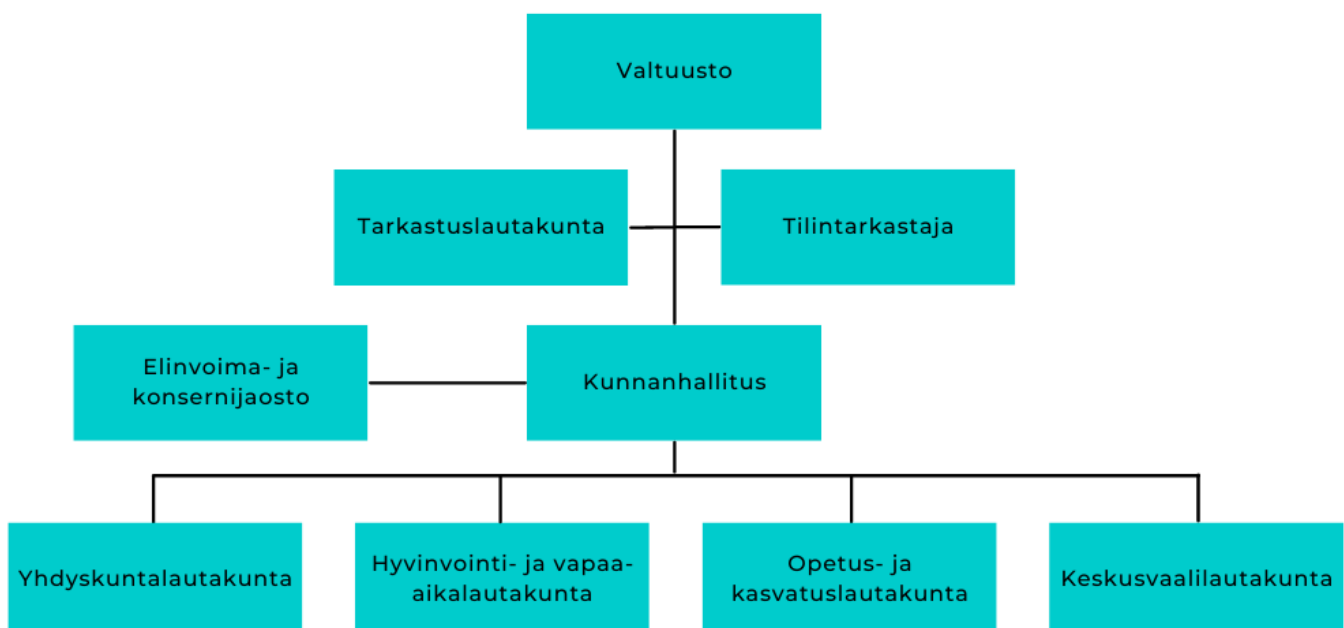 Valtuusto
Tarkastuslautakunta
Tilintarkastaja
Elinvoima- ja
konsernijaosto
Kunnanhallitus
Yhdyskuntalautakunta
Hyvinvointi- ja vapaa-
aikalautakunta
Opetus- ja
kasvatuslautakunta
Keskusvaalilautakunta